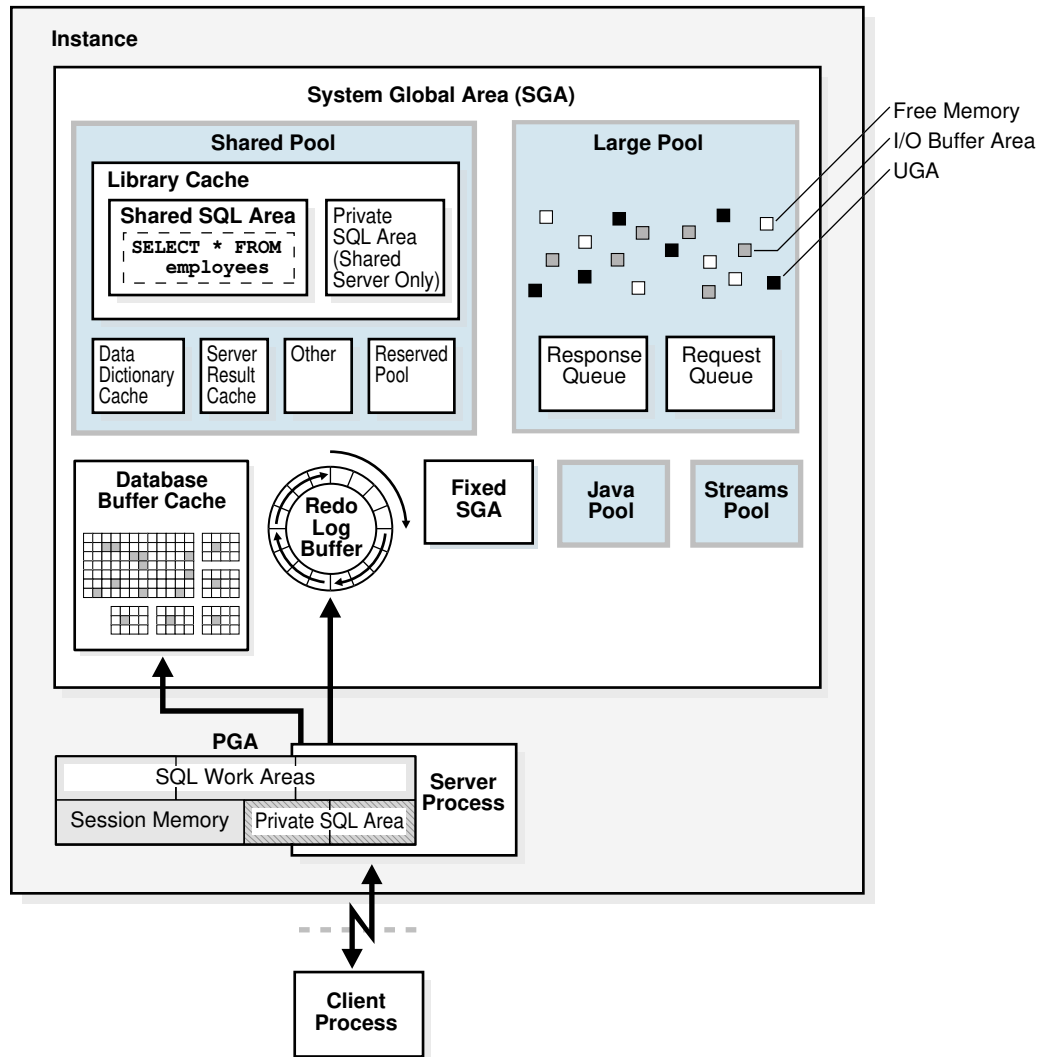 Instance
System Global Area (SGA)
Shared Pool
Library Cache
Shared SQL Area
SELECT * FROM
employees
Private
SQL Area
(Shared
Server Only)
Data
Dictionary
Cache
Server
Result
Cache
Other
Reserved
Pool
Large Pool
Free Memory
I/O Buffer Area
UGA
Response
Queue
Request
Queue
Database
Buffer Cache
Redo
Log
Buffer
Fixed
SGA
Java
Pool
Streams
Pool
PGA
SQL Work Areas
Session Memory
Private SQL Area
Server
Process
Client
Process